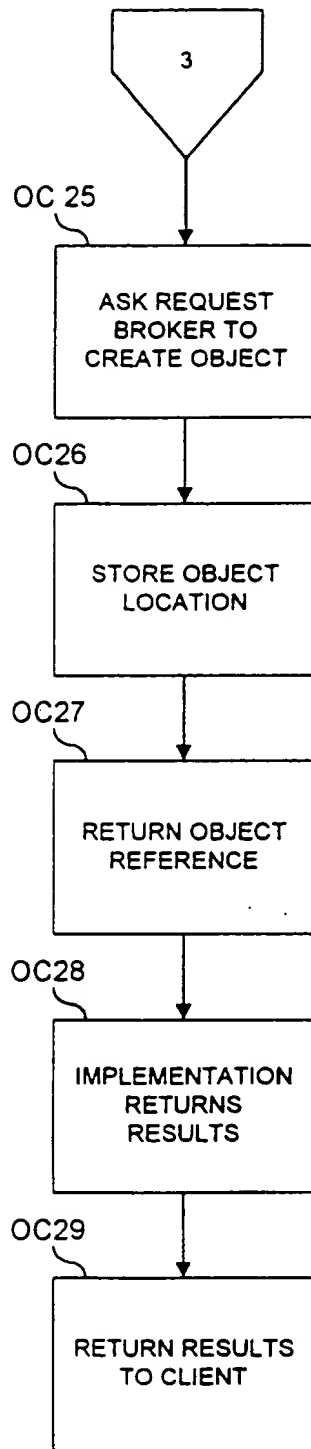 3
OC 25
ASK REQUEST
BROKER TO
CREATE OBJECT
OC26
STORE OBJECT
LOCATION
OC27
RETURN OBJECT
REFERENCE
OC28
IMPLEMENTATION
RETURNS
RESULTS
OC29
RETURN RESULTS
TO CLIENT